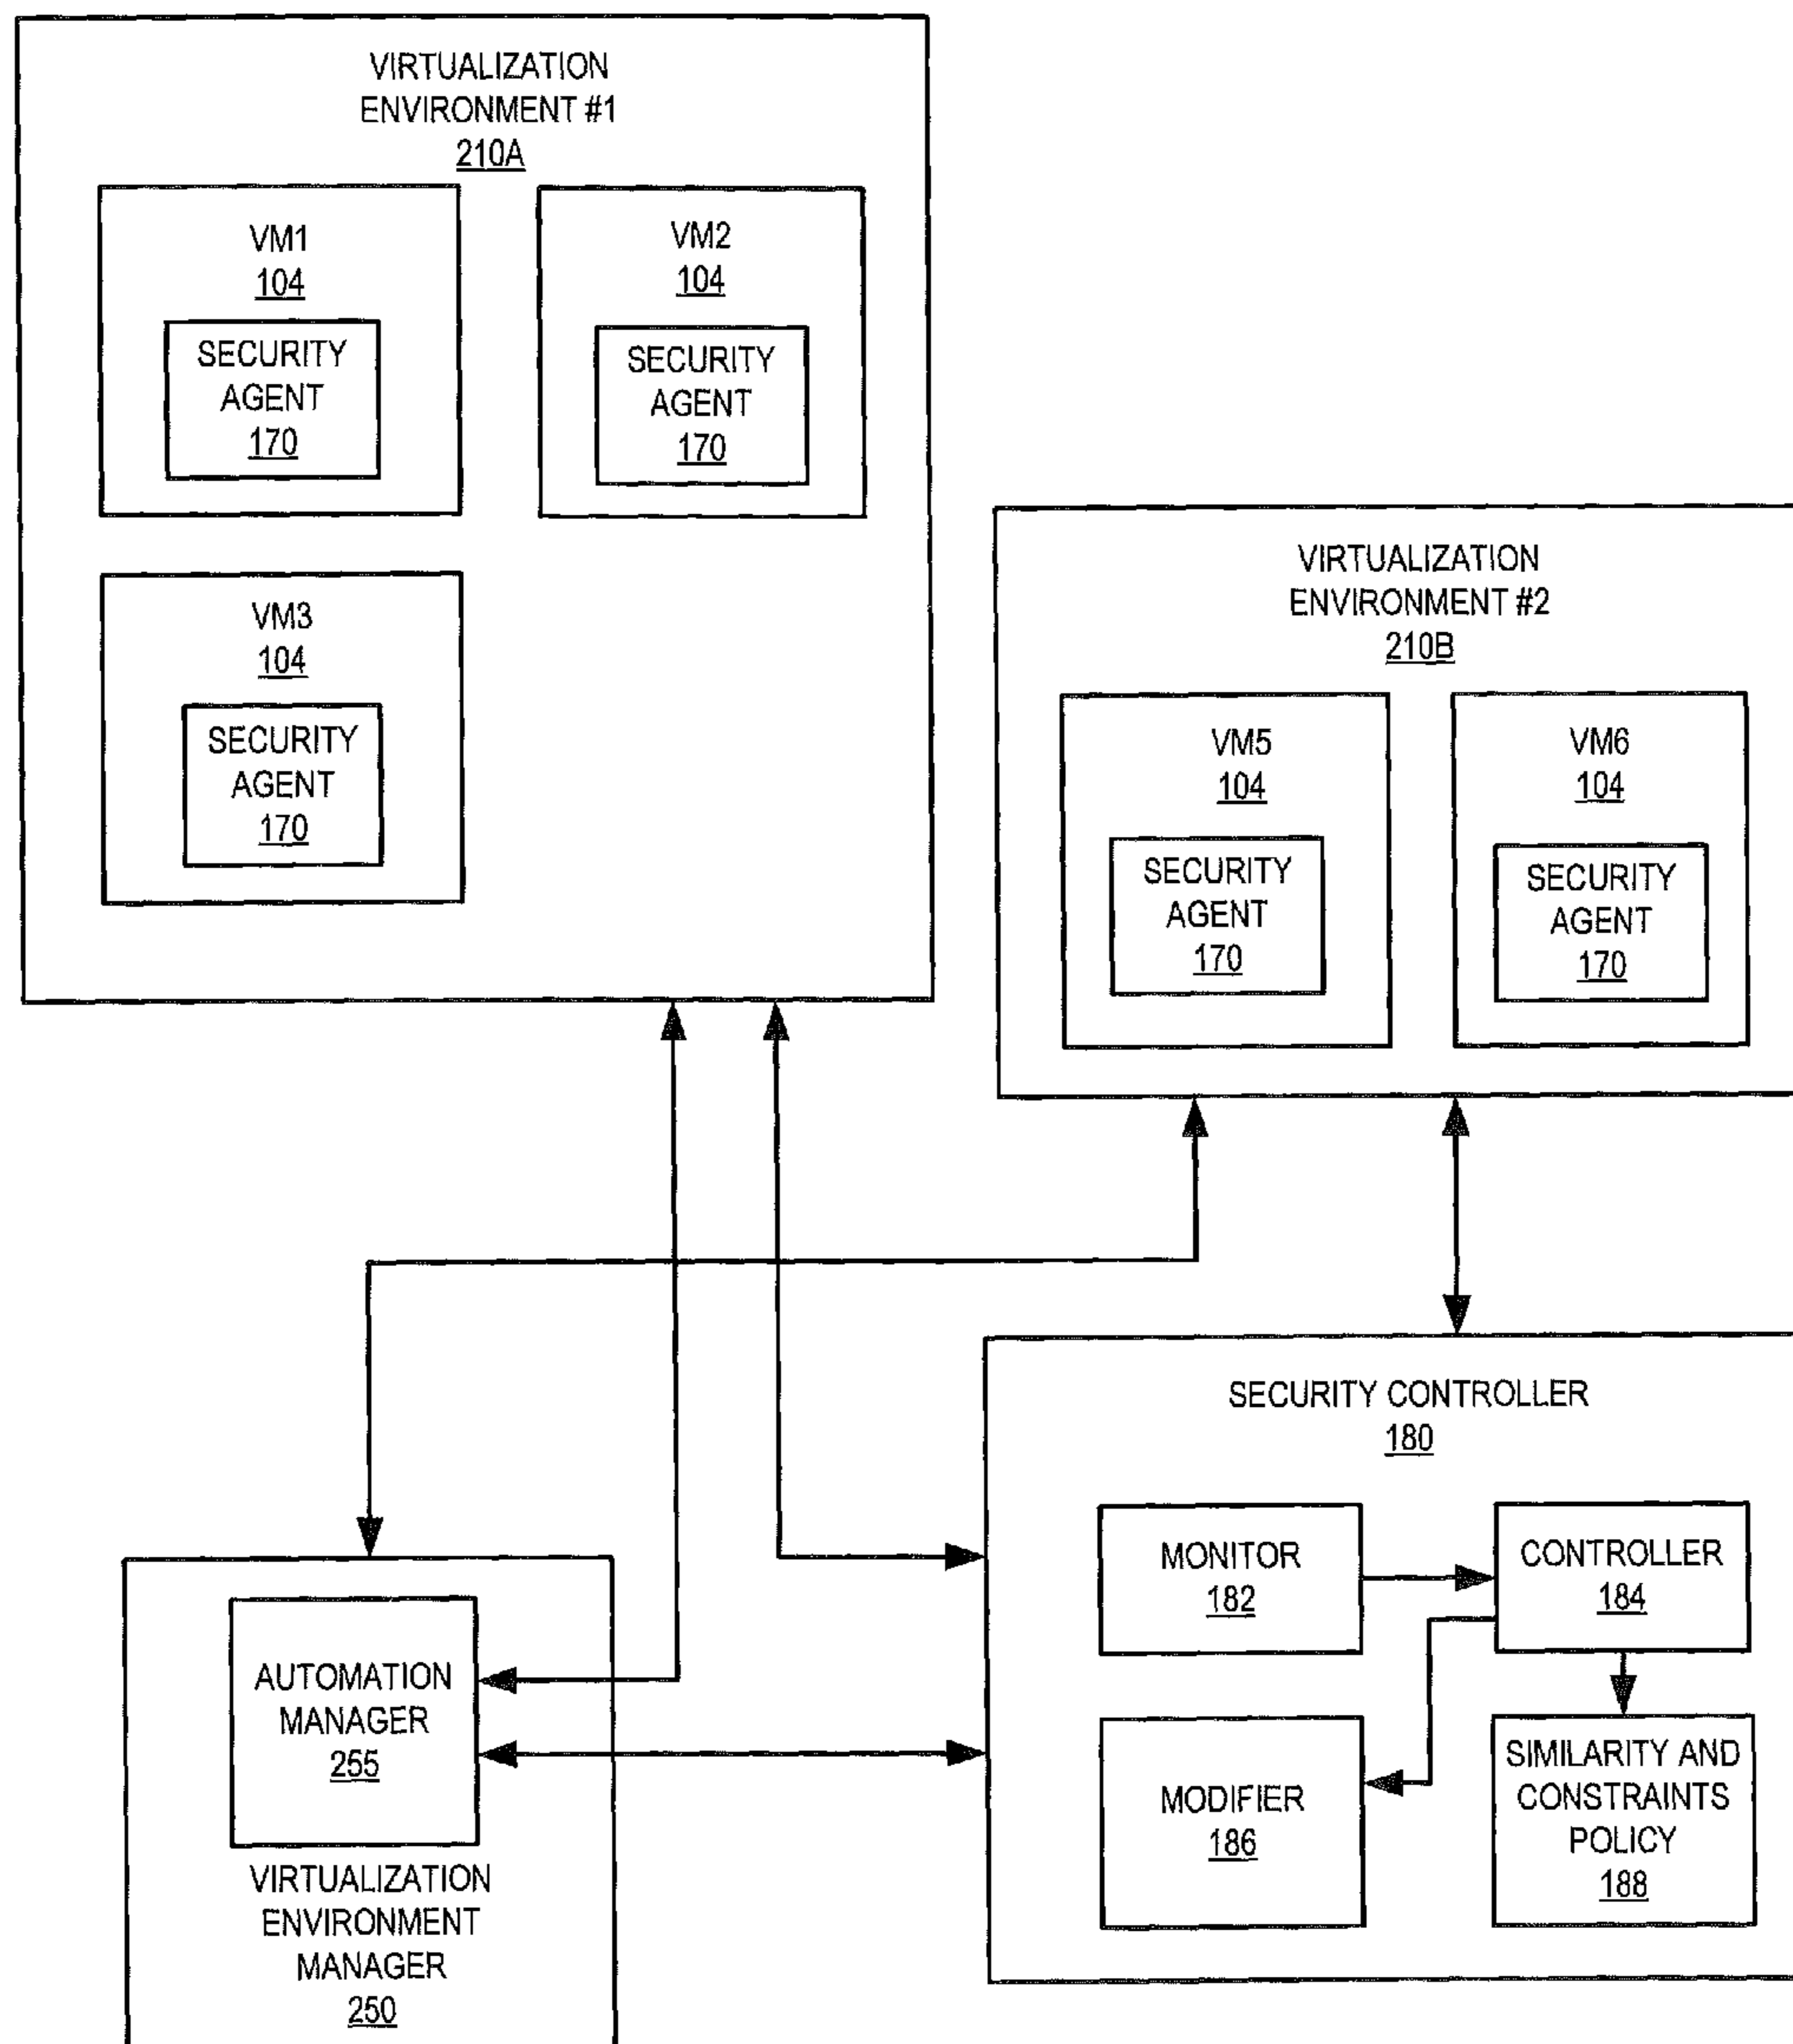 VIRTUALIZATION
ENVIRONMENT #1
210A
VM1
104
SECURITY
AGENT
170
VM2
104
SECURITY
AGENT
170
VM3
104
SECURITY
AGENT
170
VIRTUALIZATION
ENVIRONMENT #2
210B
VM5
104
SECURITY
AGENT
170
VM6
104
SECURITY
AGENT
170
SECURITY CONTROLLER
180
MONITOR
182
CONTROLLER
184
MODIFIER
186
SIMILARITY AND
CONSTRAINTS
POLICY
188
AUTOMATION
MANAGER
255
VIRTUALIZATION
ENVIRONMENT
MANAGER
250